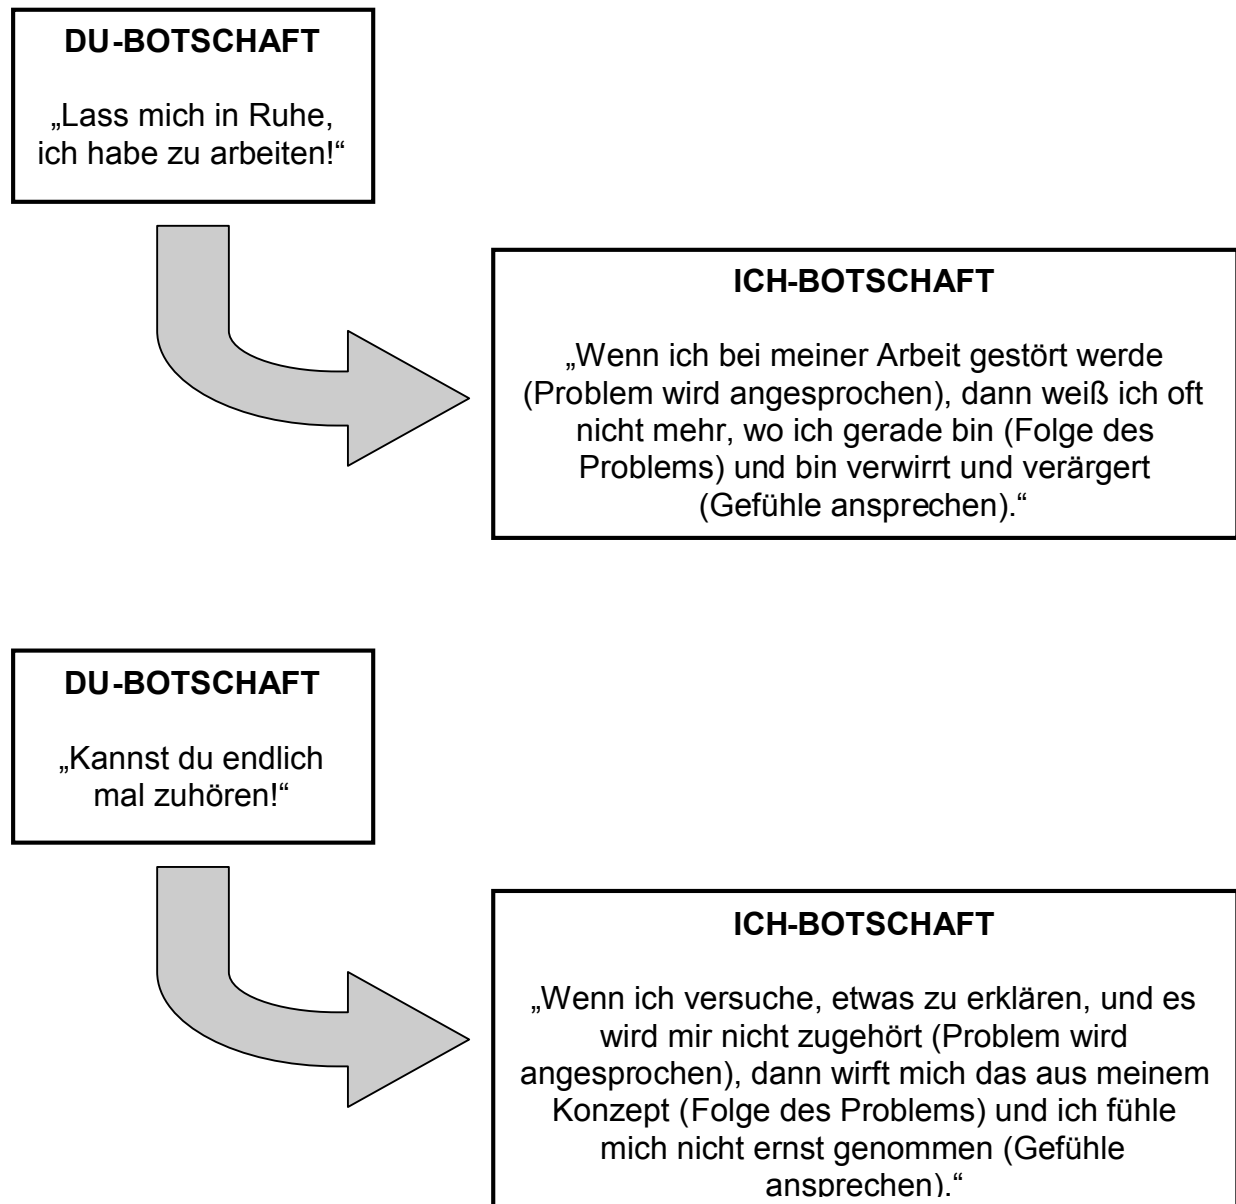 DU-BOTSCHAFT
„Lass mich in Ruhe,
ich habe zu arbeiten!“
ICH-BOTSCHAFT
„Wenn ich bei meiner Arbeit gestört werde
(Problem wird angesprochen), dann weiß ich oft
nicht mehr, wo ich gerade bin (Folge des
Problems) und bin verwirrt und verärgert
(Gefühle ansprechen).“
DU-BOTSCHAFT
„Kannst du endlich
mal zuhören!“
ICH-BOTSCHAFT
„Wenn ich versuche, etwas zu erklären, und es
wird mir nicht zugehört (Problem wird
angesprochen), dann wirft mich das aus meinem
Konzept (Folge des Problems) und ich fühle
mich nicht ernst genommen (Gefühle
ansprechen).“